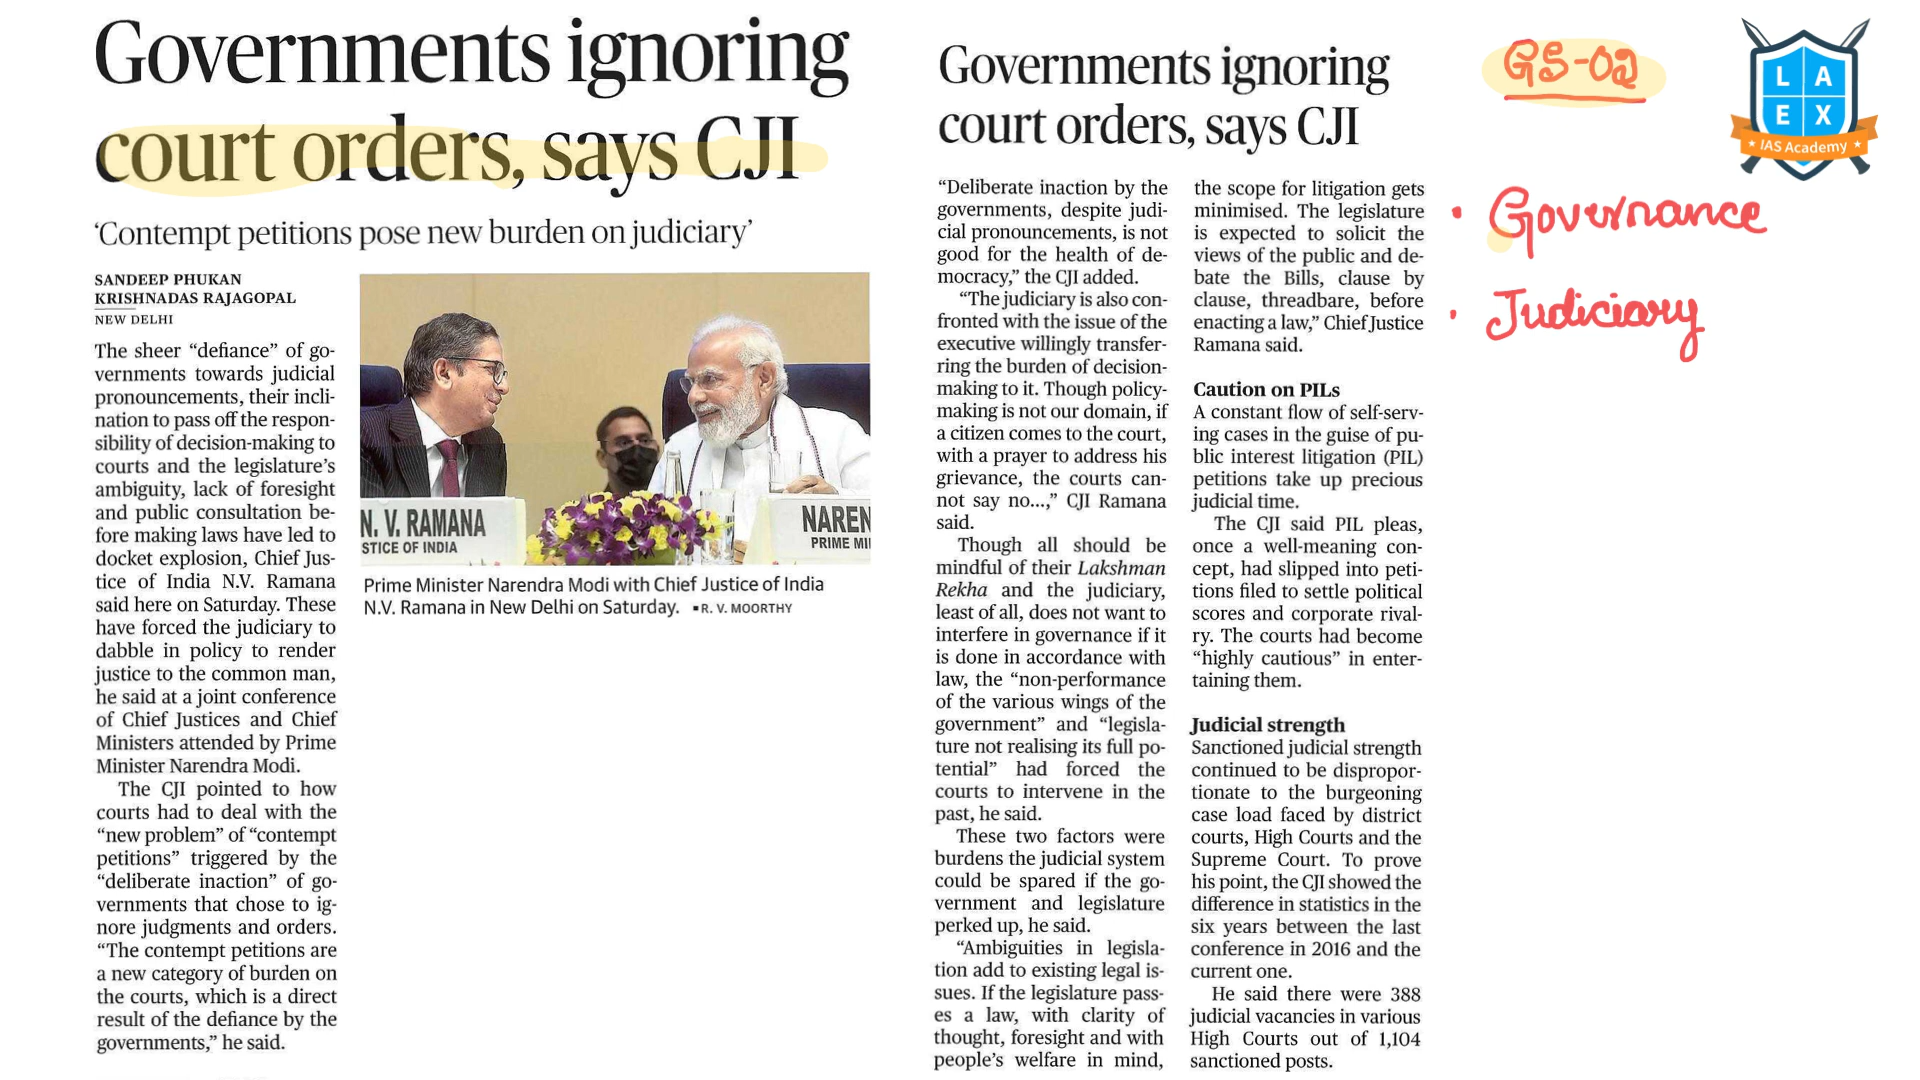 Governments ignoring
court orders, says CJI
‘Contempt petitions pose new burden on judiciary’
SANDEEP PHUKAN
KRISHNADAS RAJAGOPAL
NEW DELHI
The sheer “defiance” of go-
vernments towards judicial
pronouncements, their incli-
nation to pass off the respon-
sibility of decision-making to
courts and the legislature’s
ambiguity, lack of foresight
and public consultation be-
fore making laws have led to
docket explosion, Chief Jus-
tice of India N.V. Ramana
said here on Saturday. These
have forced the judiciary to
dabble in policy to render
justice to the common man,
he said at a joint conference
of Chief Justices and Chief
Ministers attended by Prime
Minister Narendra Modi.
The CJI pointed to how
courts had to deal with the
“new problem” of “contempt
petitions” triggered by the
“deliberate inaction” of go-
vernments that chose to ig-
nore judgments and orders.
“The contempt petitions are
a new category of burden on
the courts, which is a direct
result of the defiance by the
governments,” he said.
N. V. RAMANA
STICE OF INDIA
NAREN
PRIME MI
Prime Minister Narendra Modi with Chief Justice of India
N.V. Ramana in New Delhi on Saturday. ▪ R. V. MOORTHY
Governments ignoring
court orders, says CJI
“Deliberate inaction by the
governments, despite judi-
cial pronouncements, is not
good for the health of de-
mocracy,” the CJI added.
“The judiciary is also con-
fronted with the issue of the
executive willingly transfer-
ring the burden of decision-
making to it. Though policy-
making is not our domain, if
a citizen comes to the court,
with a prayer to address his
grievance, the courts can-
not say no...,” CJI Ramana
said.
Though all should be
mindful of their Lakshman
Rekha and the judiciary,
least of all, does not want to
interfere in governance if it
is done in accordance with
law, the “non-performance
of the various wings of the
government” and “legisla-
ture not realising its full po-
tential” had forced the
courts to intervene in the
past, he said.
These two factors were
burdens the judicial system
could be spared if the go-
vernment and legislature
perked up, he said.
“Ambiguities in legisla-
tion add to existing legal is-
sues. If the legislature pass-
es a law, with clarity of
thought, foresight and with
people’s welfare in mind,
the scope for litigation gets
minimised. The legislature
is expected to solicit the
views of the public and de-
bate the Bills, clause by
clause, threadbare, before
enacting a law,” Chief Justice
Ramana said.
Caution on PILs
A constant flow of self-serv-
ing cases in the guise of pu-
blic interest litigation (PIL)
petitions take up precious
judicial time.
The CJI said PIL pleas,
once a well-meaning con-
cept, had slipped into peti-
tions filed to settle political
scores and corporate rival-
ry. The courts had become
“highly cautious” in enter-
taining them.
Judicial strength
Sanctioned judicial strength
continued to be dispropor-
tionate to the burgeoning
case load faced by district
courts, High Courts and the
Supreme Court. To prove
his point, the CJI showed the
difference in statistics in the
six years between the last
conference in 2016 and the
current one.
He said there were 388
judicial vacancies in various
High Courts out of 1,104
sanctioned posts.
GS-02
• Governance
• Judiciary
L A
E X
IAS Academy